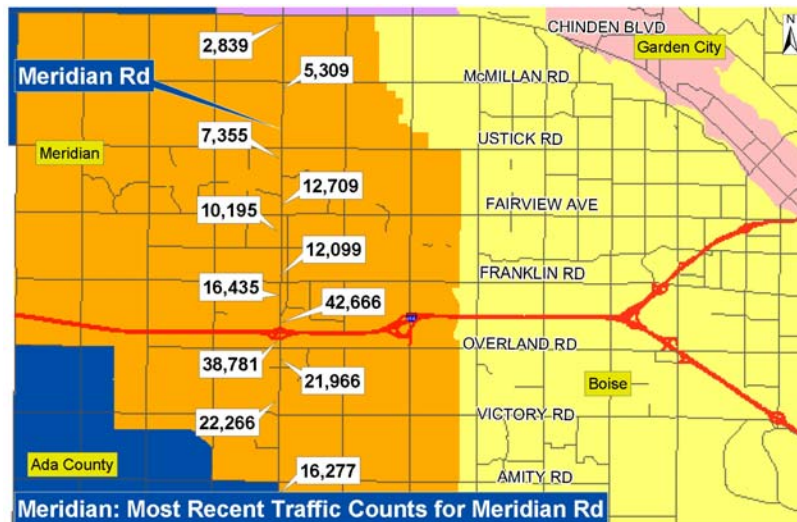 CHINDEN BLVD
N
2,839
Garden City
5,309
Meridian Rd
McMILLAN RD
7,355
USTICK RD
Meridian
12,709
10,195
FAIRVIEW AVE
12,099
16,435
FRANKLIN RD
42,666
38,781
OVERLAND RD
21,966
Boise
22,266
VICTORY RD
Ada County
16,277
AMITY RD
Meridian: Most Recent Traffic Counts for Meridian Rd